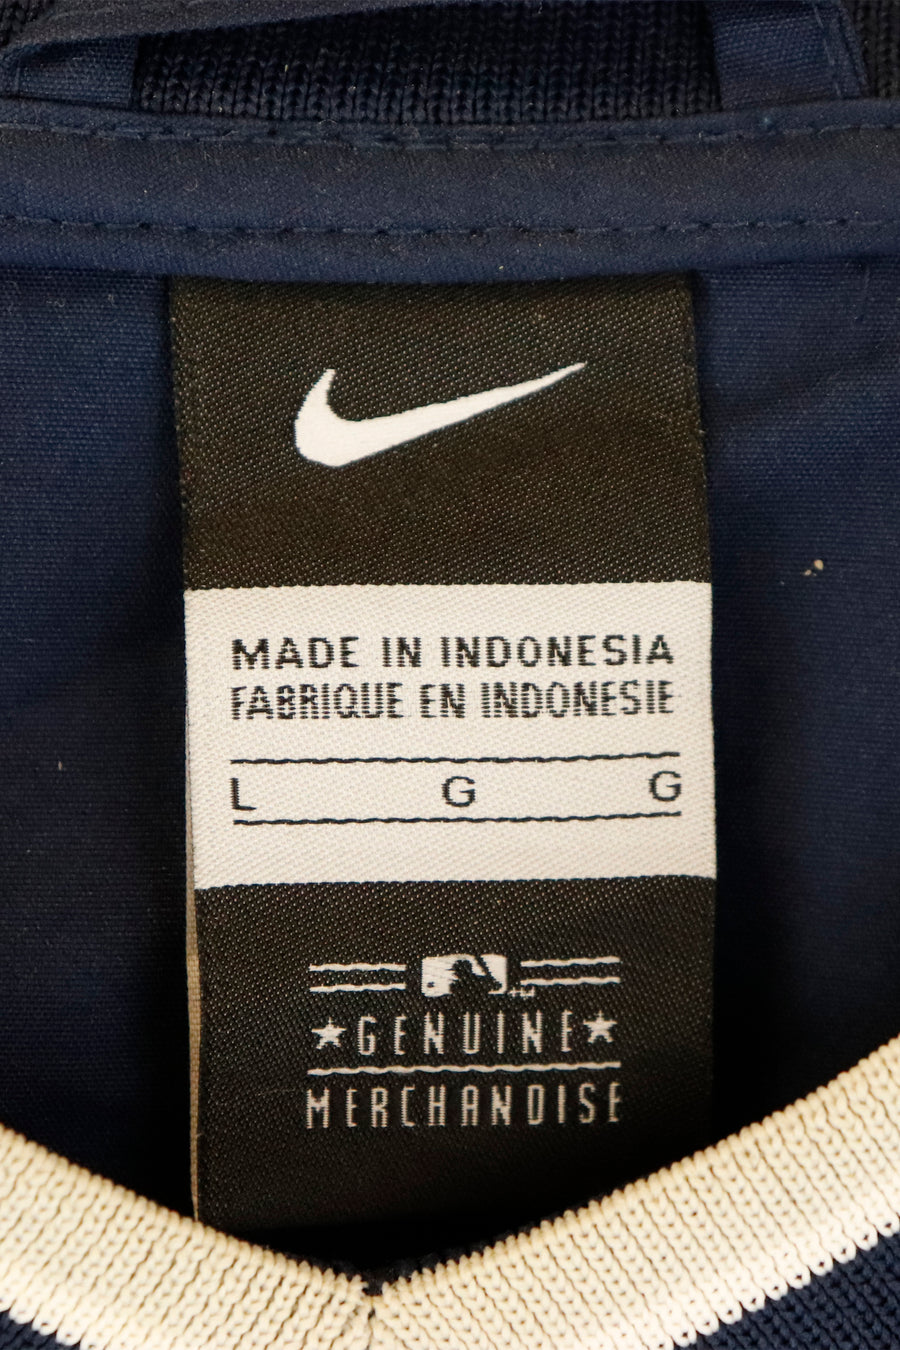 MADE IN INDONESIA
FABRIQUE EN INDONESIE
L G G
GENUINE
MERCHANDISE